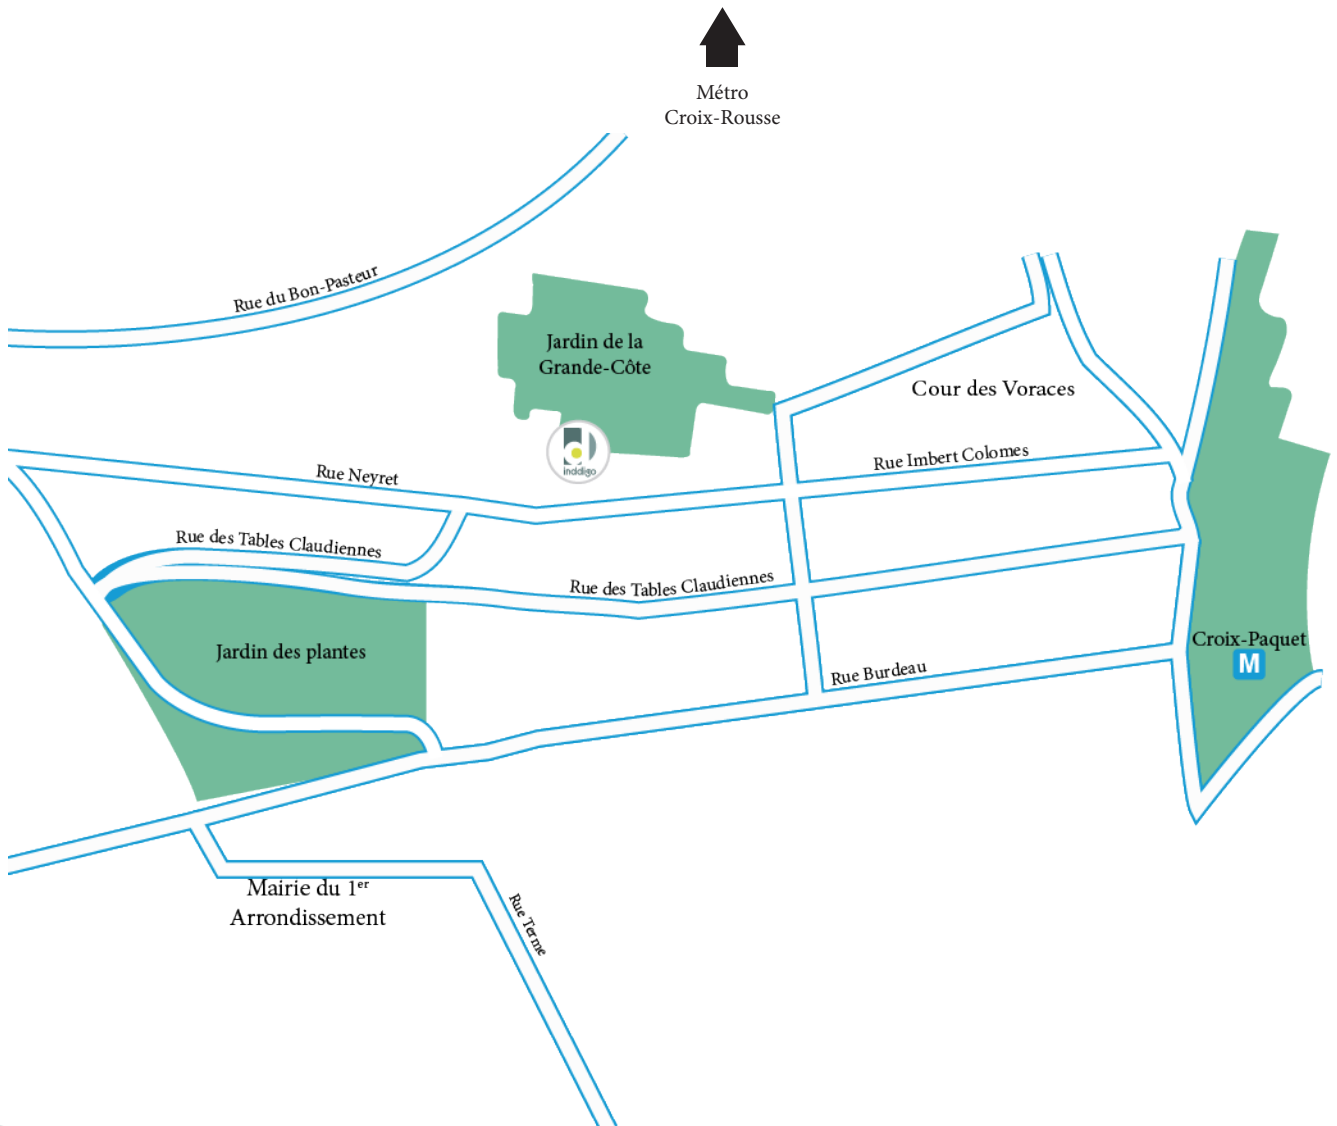 Métro
Croix-Rousse
Rue du Bon-Pasteur
Jardin de la
Grande-Côte
Cour des Voraces
inddigo
Rue Imbert Colomes
Rue Neyret
Rue des Tables Claudiennes
Rue des Tables Claudiennes
Jardin des plantes
Croix-Paquet
M
Rue Burdeau
Mairie du 1er
Arrondissement
Rue Terme